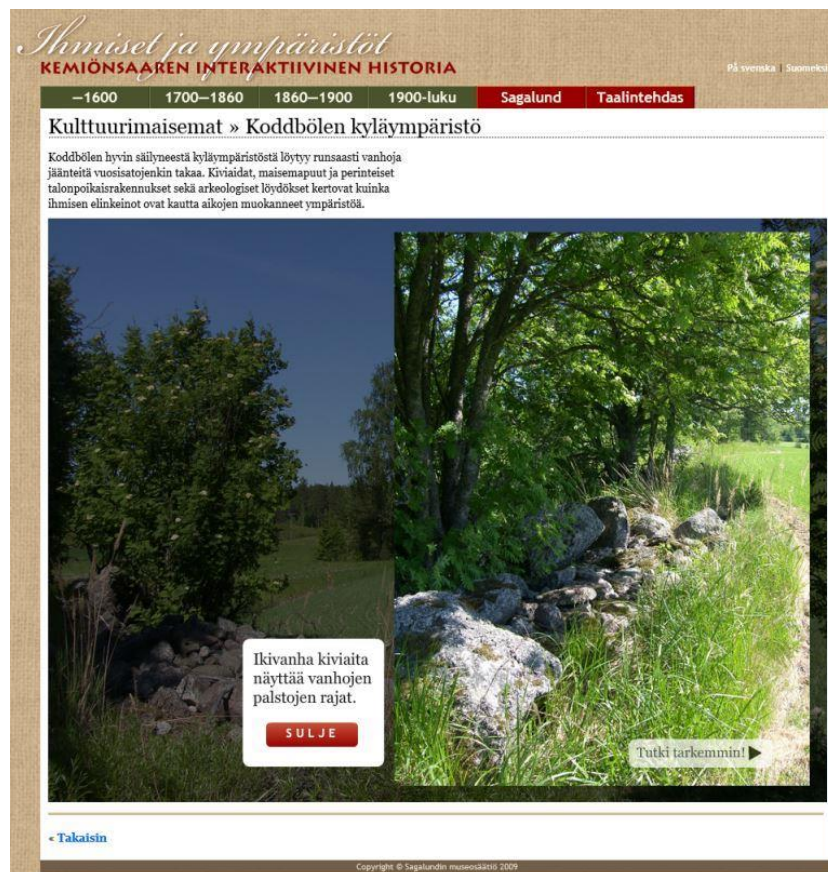 Ihmiset ja ympäristöt
KEMIÖNSAAREN INTERAKTIIVINEN HISTORIA
På svenska | Suomeksi
—1600 1700—1860 1860—1900 1900-luku Sagalund Taalintehdas
Kulttuurimaisemat » Koddbölen kyläympäristö
Koddbölen hyvin säilyneestä kyläympäristöstä löytyy runsaasti vanhoja
jäänteitä vuosisatojenkin takaa. Kiviaidat, maisemapuut ja perinteiset
talonpoikaisrakennukset sekä arkeologiset löydökset kertovat kuinka
ihmisen elinkeinot ovat kautta aikojen muokanneet ympäristöä.
Ikivanha kiviaita
näyttää vanhojen
palstojen rajat.
SULJE
Tutki tarkemmin!
« Takaisin
Copyright © Sagalundin museosäätiö 2009